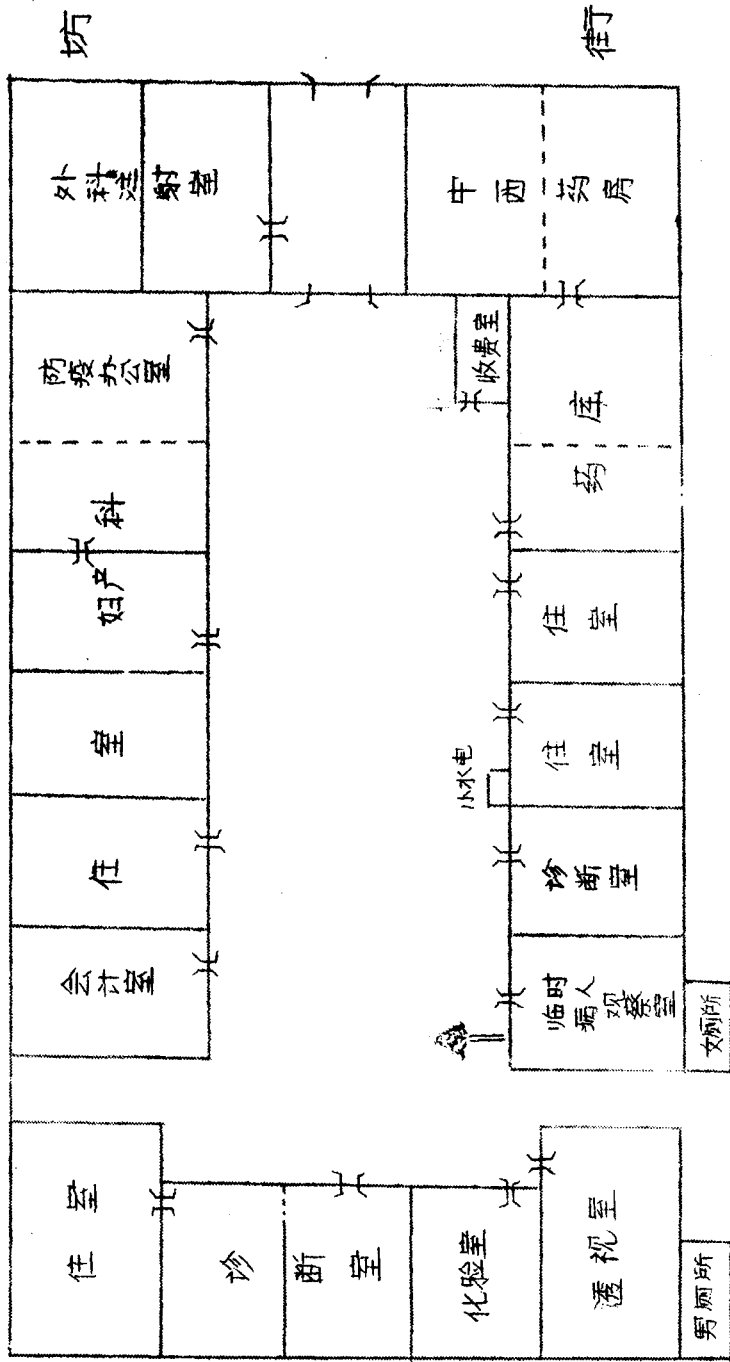 坊 街
外科注射室
中西药房
防疫办公室
收费室
药库
妇产科
住室
住室
住室
小水电
诊断室
会计室
临时病人观察室
女厕所
住室
诊断室
化验室
透视室
男厕所